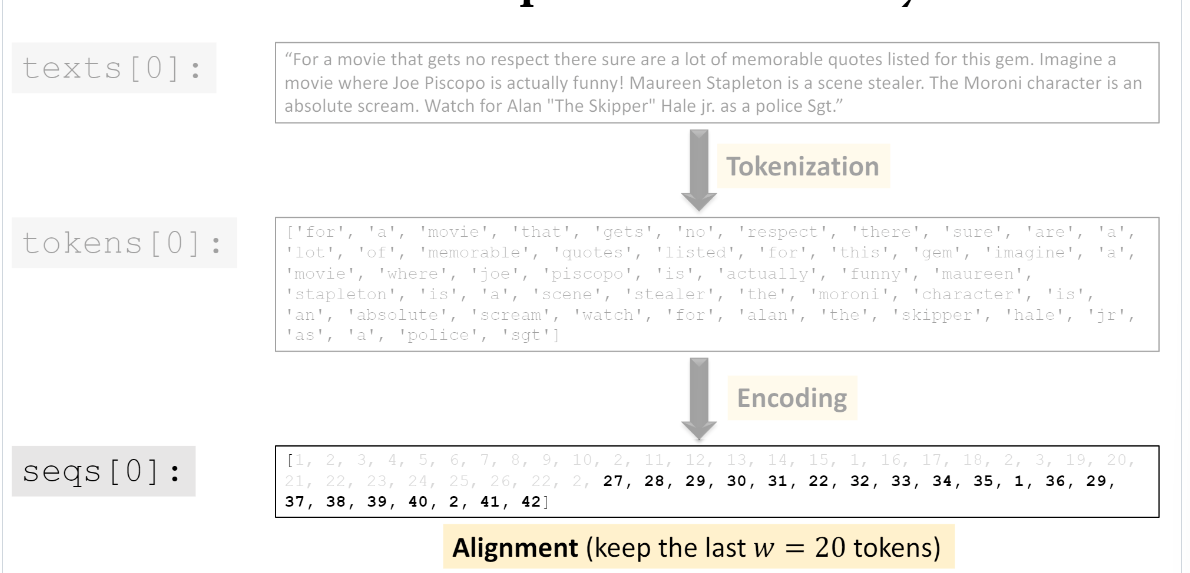 texts[0]:
“For a movie that gets no respect there sure are a lot of memorable quotes listed for this gem. Imagine a
movie where Joe Piscopo is actually funny! Maureen Stapleton is a scene stealer. The Moroni character is an
absolute scream. Watch for Alan "The Skipper" Hale jr. as a police Sgt.”
Tokenization
tokens[0]:
['for', 'a', 'movie', 'that', 'gets', 'no', 'respect', 'there', 'sure', 'are', 'a',
'lot', 'of', 'memorable', 'quotes', 'listed', 'for', 'this', 'gem', 'imagine', 'a',
'movie', 'where', 'joe', 'piscopo', 'is', 'actually', 'funny', 'maureen',
'stapleton', 'is', 'a', 'scene', 'stealer', 'the', 'moroni', 'character', 'is',
'an', 'absolute', 'scream', 'watch', 'for', 'alan', 'the', 'skipper', 'hale', 'jr',
'as', 'a', 'police', 'sgt']
Encoding
seqs[0]:
[1, 2, 3, 4, 5, 6, 7, 8, 9, 10, 2, 11, 12, 13, 14, 15, 1, 16, 17, 18, 2, 3, 19, 20,
21, 22, 23, 24, 25, 26, 22, 2, 27, 28, 29, 30, 31, 22, 32, 33, 34, 35, 1, 36, 29,
37, 38, 39, 40, 2, 41, 42]
Alignment (keep the last w = 20 tokens)